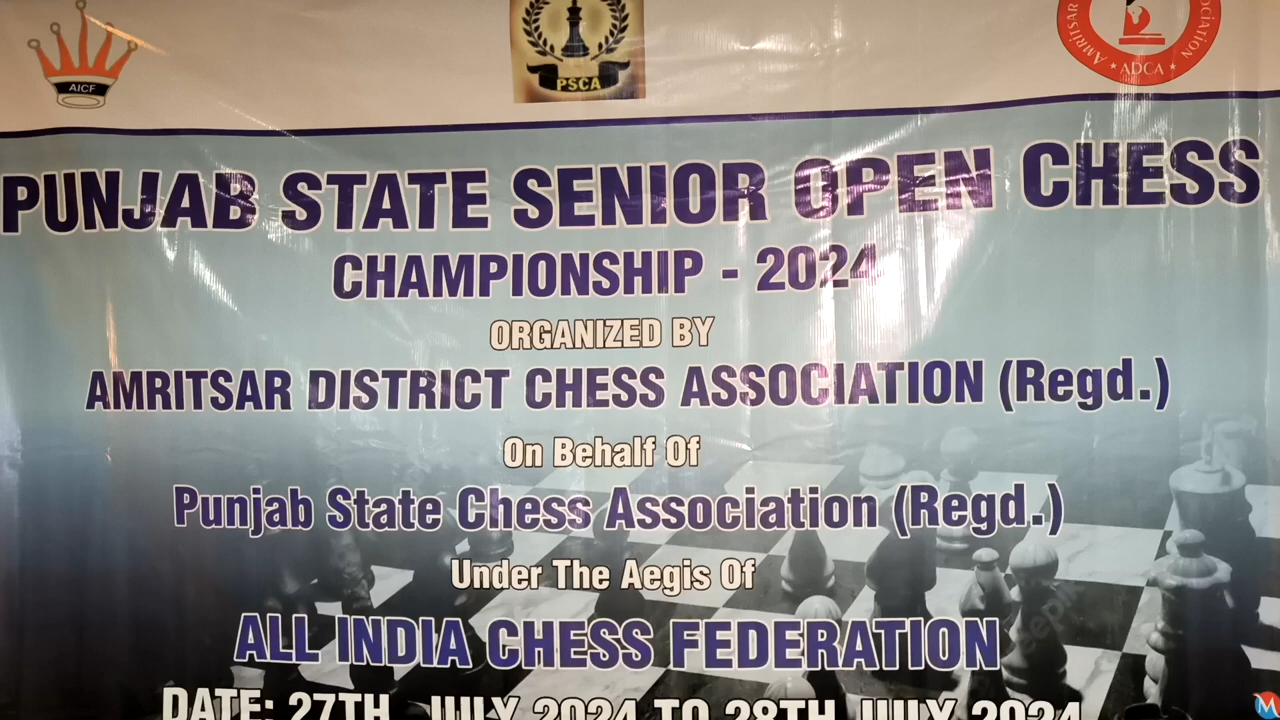 AICF
PSCA
AMRITSAR
OCIATION
★ ADCA ★
PUNJAB STATE SENIOR OPEN CHESS
CHAMPIONSHIP - 2024
ORGANIZED BY
AMRITSAR DISTRICT CHESS ASSOCIATION (Regd.)
On Behalf Of
Punjab State Chess Association (Regd.)
Under The Aegis Of
ALL INDIA CHESS FEDERATION
DATE: 27TH JULY 2024 TO 28TH JULY 2024
M